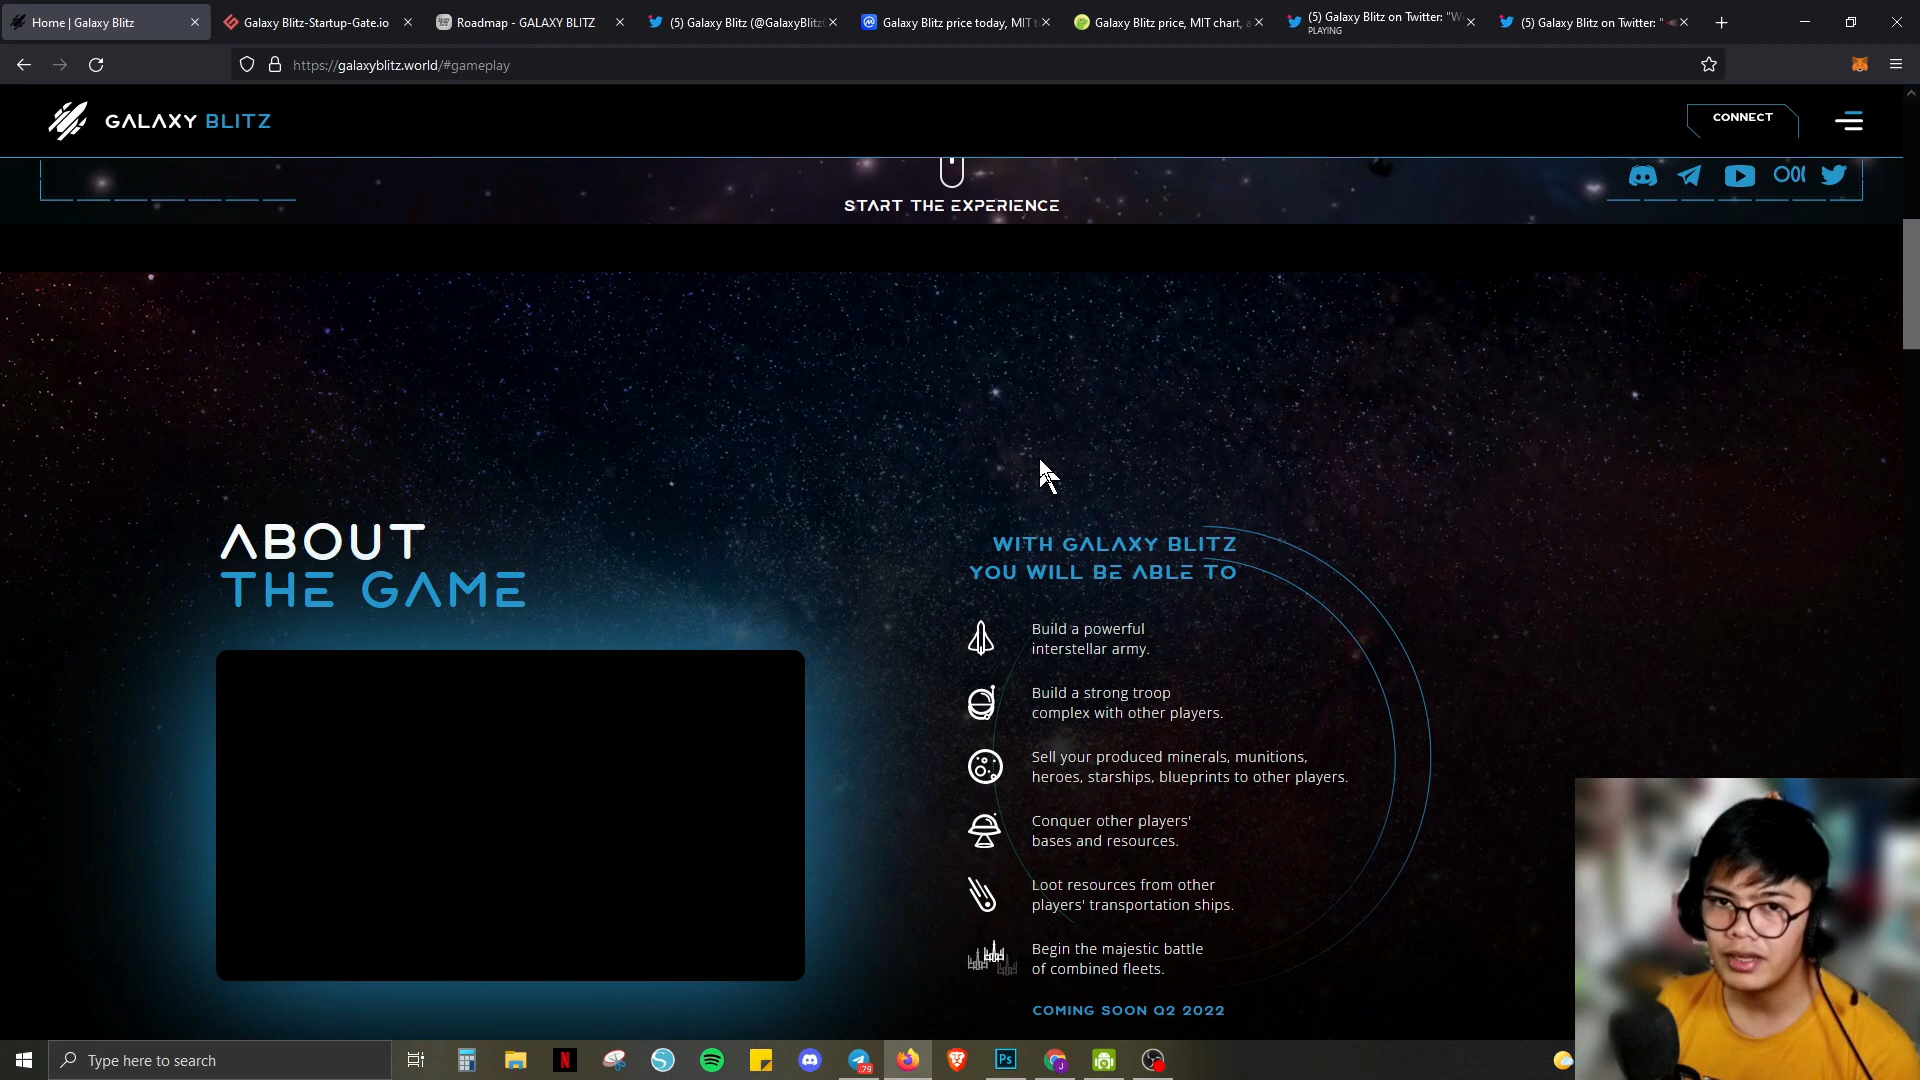 Home | Galaxy Blitz
Galaxy Blitz-Startup-Gate.io
Roadmap - GALAXY BLITZ
(5) Galaxy Blitz (@GalaxyBlitz
Galaxy Blitz price today, MIT t
Galaxy Blitz price, MIT chart, a
(5) Galaxy Blitz on Twitter: "W
PLAYING
(5) Galaxy Blitz on Twitter: "
https://galaxyblitz.world/#gameplay
GALAXY BLITZ
CONNECT
START THE EXPERIENCE
ABOUT
THE GAME
WITH GALAXY BLITZ
YOU WILL BE ABLE TO
Build a powerful
interstellar army.
Build a strong troop
complex with other players.
Sell your produced minerals, munitions,
heroes, starships, blueprints to other players.
Conquer other players'
bases and resources.
Loot resources from other
players' transportation ships.
Begin the majestic battle
of combined fleets.
COMING SOON Q2 2022
Type here to search
N
79
Ps
J